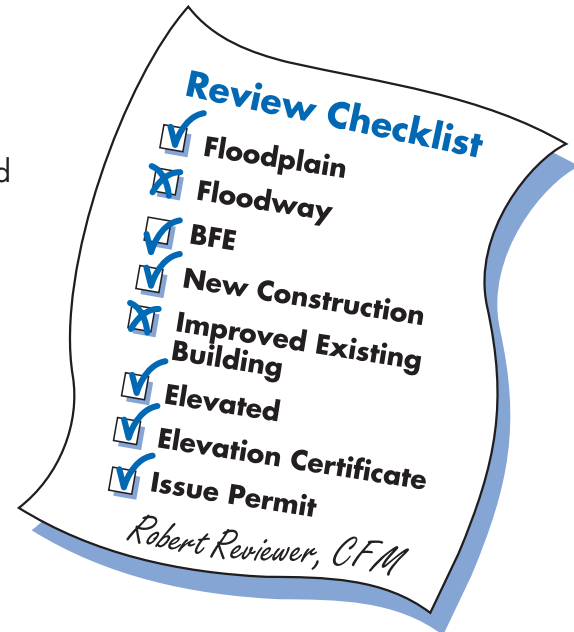 Review Checklist
Floodplain
Floodway
BFE
New Construction
Improved Existing
Building
Elevated
Elevation Certificate
Issue Permit
Robert Reviewer, CFM